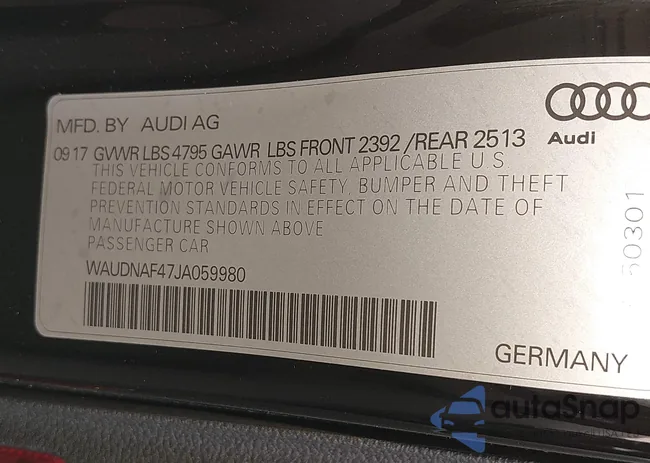 MFD. BY AUDI AG
09 17 GVWR LBS 4795 GAWR LBS FRONT 2392 /REAR 2513
THIS VEHICLE CONFORMS TO ALL APPLICABLE U.S.
FEDERAL MOTOR VEHICLE SAFETY, BUMPER AND THEFT
PREVENTION STANDARDS IN EFFECT ON THE DATE OF
MANUFACTURE SHOWN ABOVE.
PASSENGER CAR
WAUDNAF47JA059980
Audi
GERMANY
autoSnap